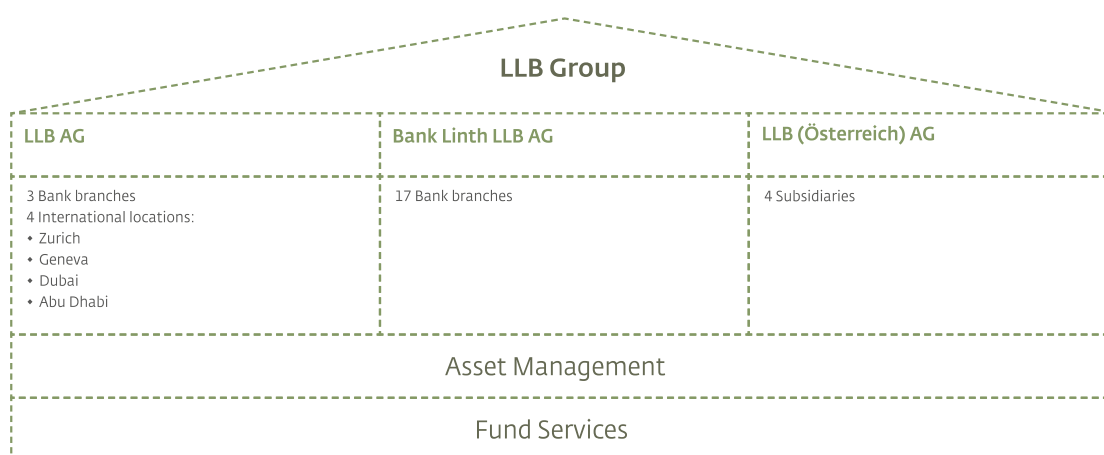 LLB Group
LLB AG
Bank Linth LLB AG
LLB (Österreich) AG
3 Bank branches
4 International locations:
• Zurich
• Geneva
• Dubai
• Abu Dhabi
17 Bank branches
4 Subsidiaries
Asset Management
Fund Services